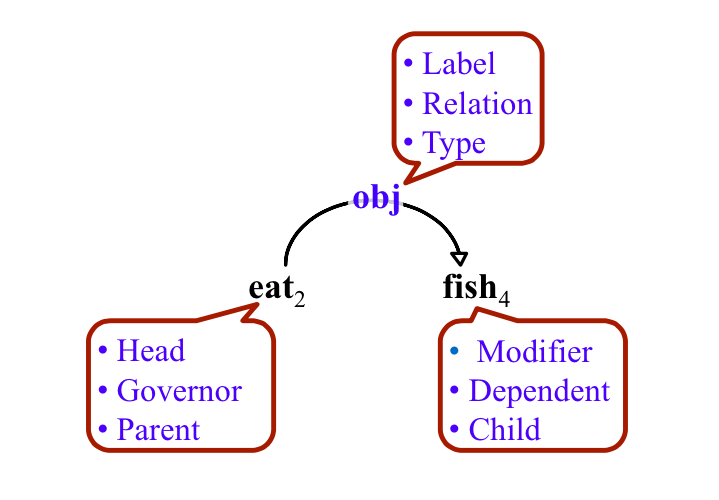 • Label
• Relation
• Type
obj
eat2 fish4
• Head
• Governor
• Parent
• Modifier
• Dependent
• Child